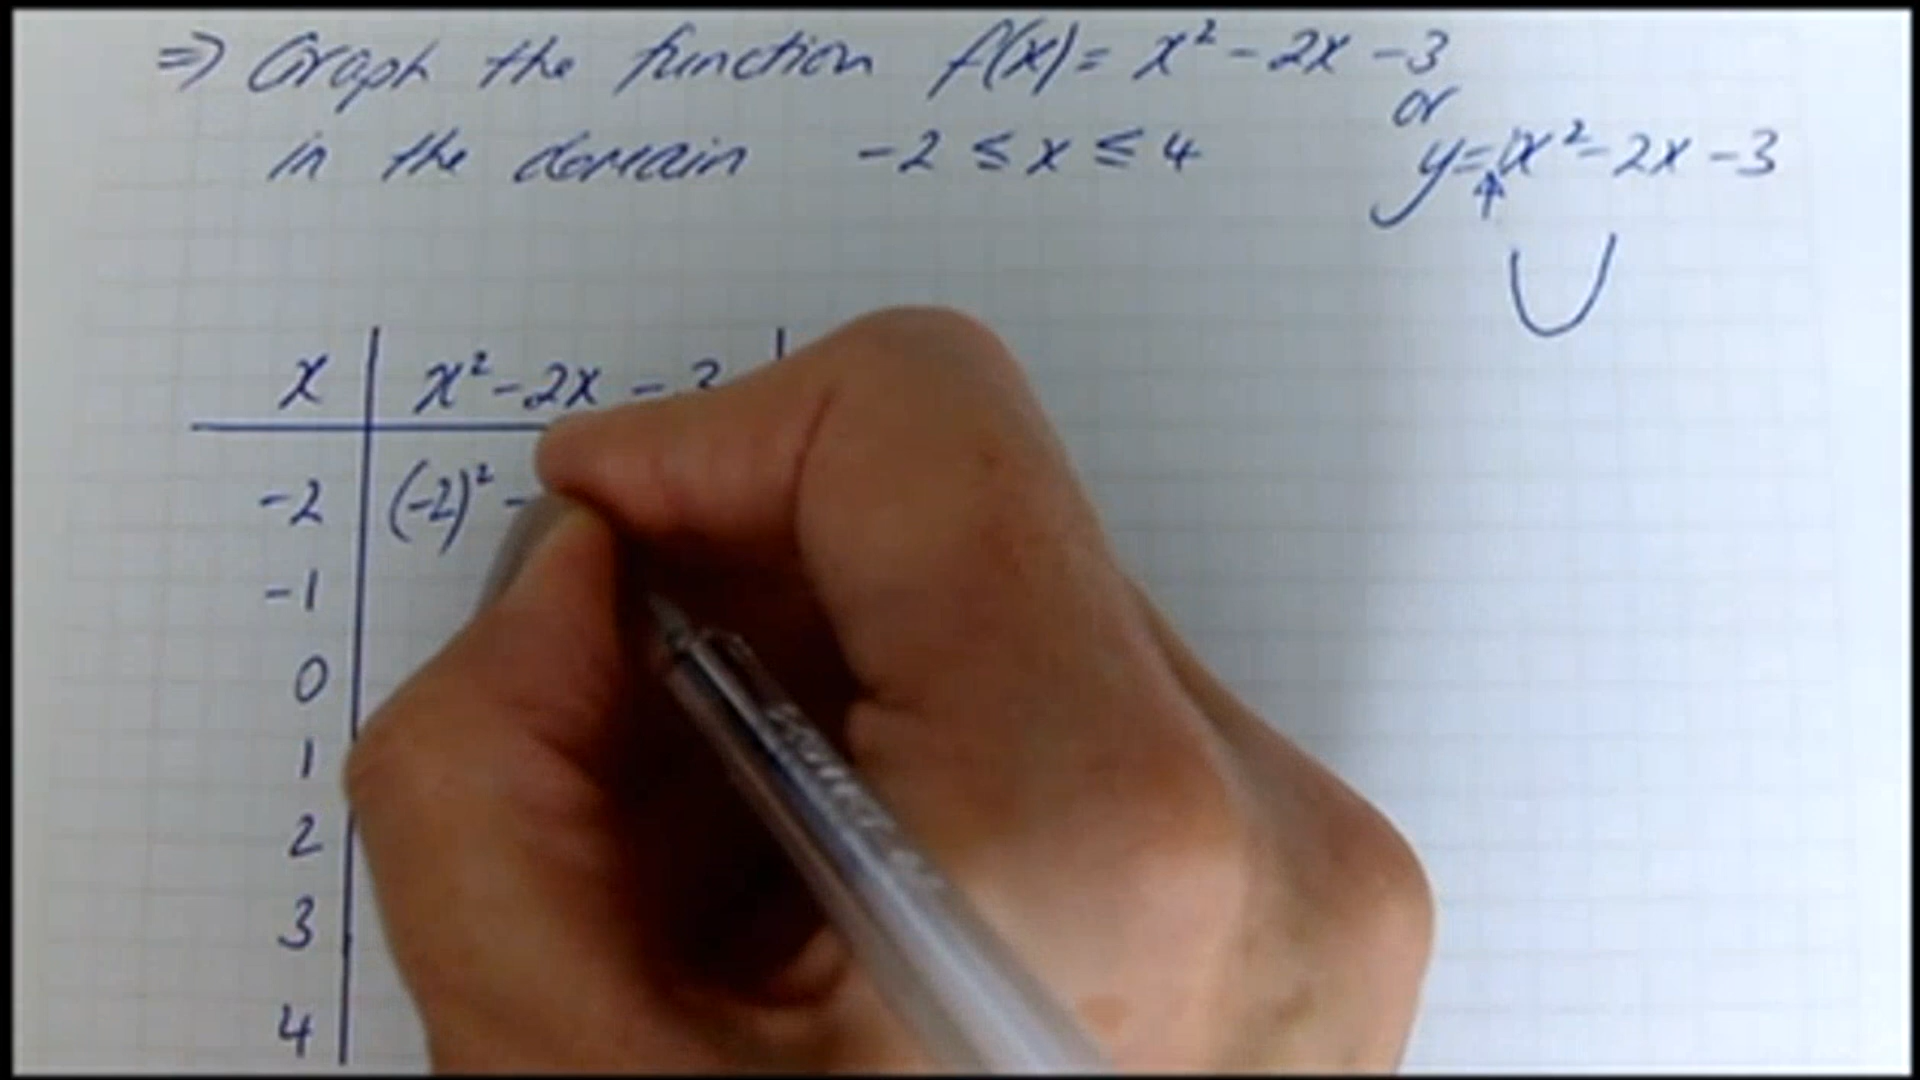 ⇒ Graph the function f(x) = x² - 2x - 3
or
in the domain -2 ≤ x ≤ 4
y = x² - 2x - 3
x x² - 2x - 3
-2 (-2)² -
-1
0
1
2
3
4